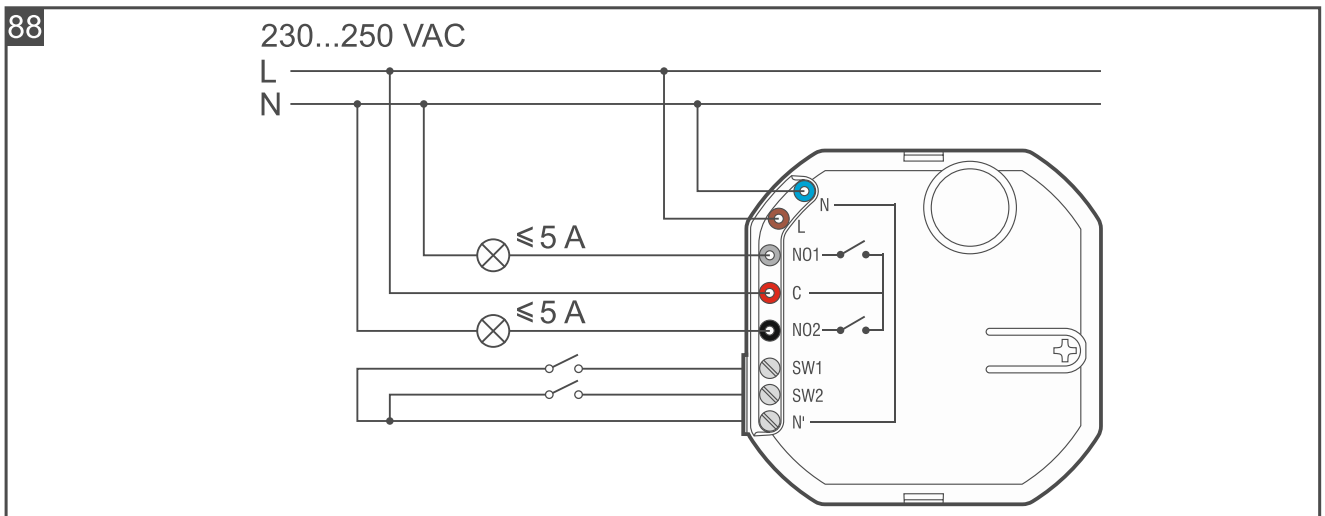 88
230...250 VAC
L
N
N
L
⩽ 5 A
NO1
C
⩽ 5 A
NO2
SW1
SW2
N'